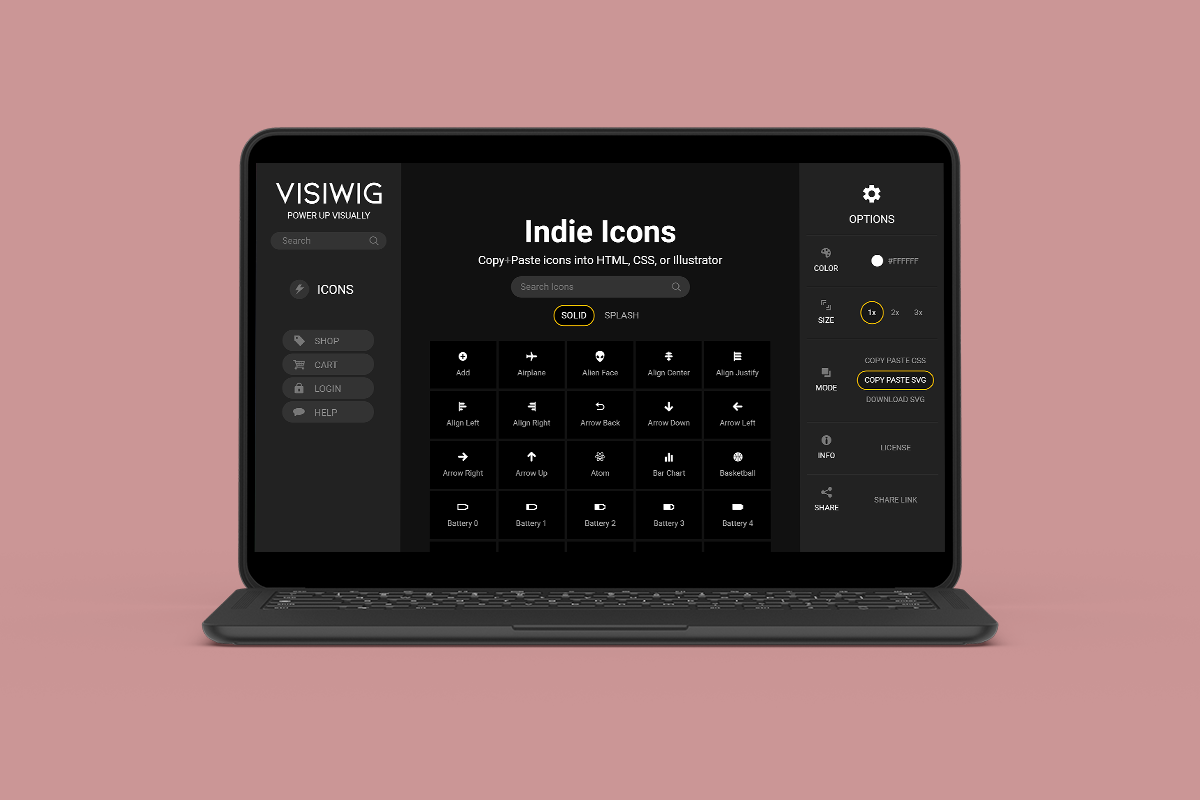 VISIWIG
POWER UP VISUALLY
Search
ICONS
SHOP
CART
LOGIN
HELP
Indie Icons
Copy+Paste icons into HTML, CSS, or Illustrator
Search Icons
SOLID SPLASH
Add Airplane Alien Face Align Center Align Justify
Align Left Align Right Arrow Back Arrow Down Arrow Left
Arrow Right Arrow Up Atom Bar Chart Basketball
Battery 0 Battery 1 Battery 2 Battery 3 Battery 4
OPTIONS
COLOR #FFFFFF
SIZE 1x 2x 3x
MODE
COPY PASTE CSS
COPY PASTE SVG
DOWNLOAD SVG
INFO LICENSE
SHARE SHARE LINK